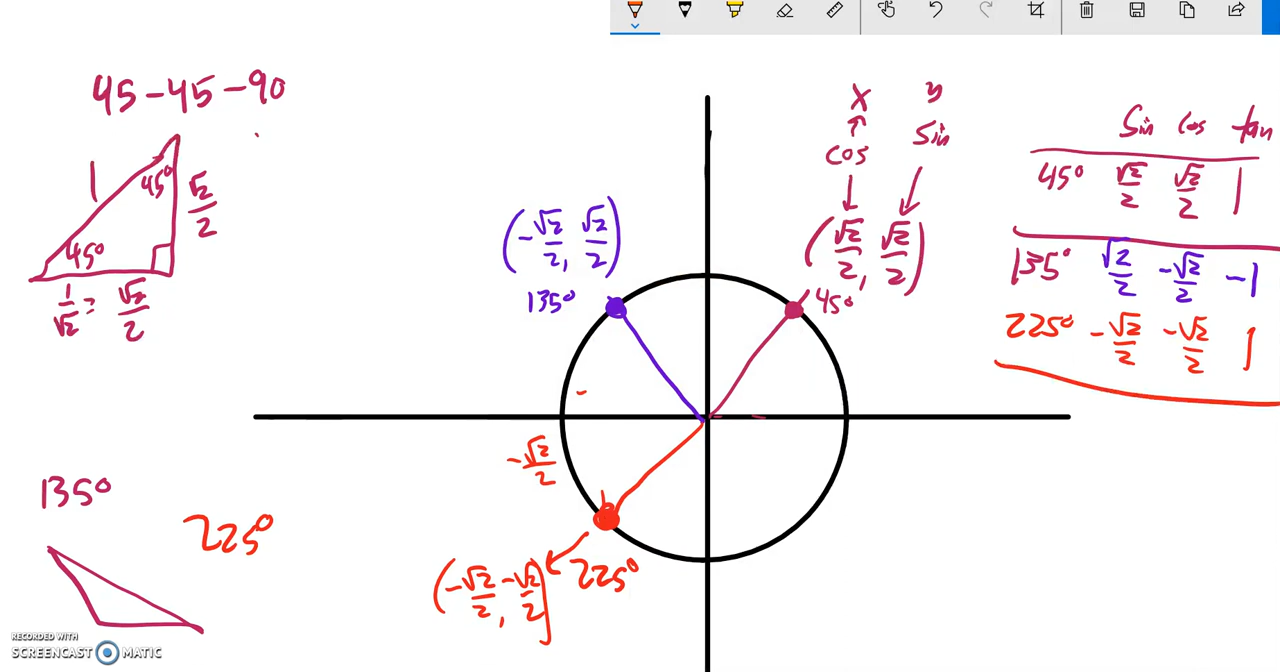 45-45-90
1
45°
√2/2
45°
1/√2 = √2/2
135°
225°
x y
cos sin
(√2/2, √2/2)
45°
(-√2/2, √2/2)
135°
-
-√2/2
(-√2/2, -√2/2)
225°
Sin cos tan
45° √2/2 √2/2 1
135° √2/2 -√2/2 -1
225° -√2/2 -√2/2 1
RECORDED WITH
SCREENCAST MATIC